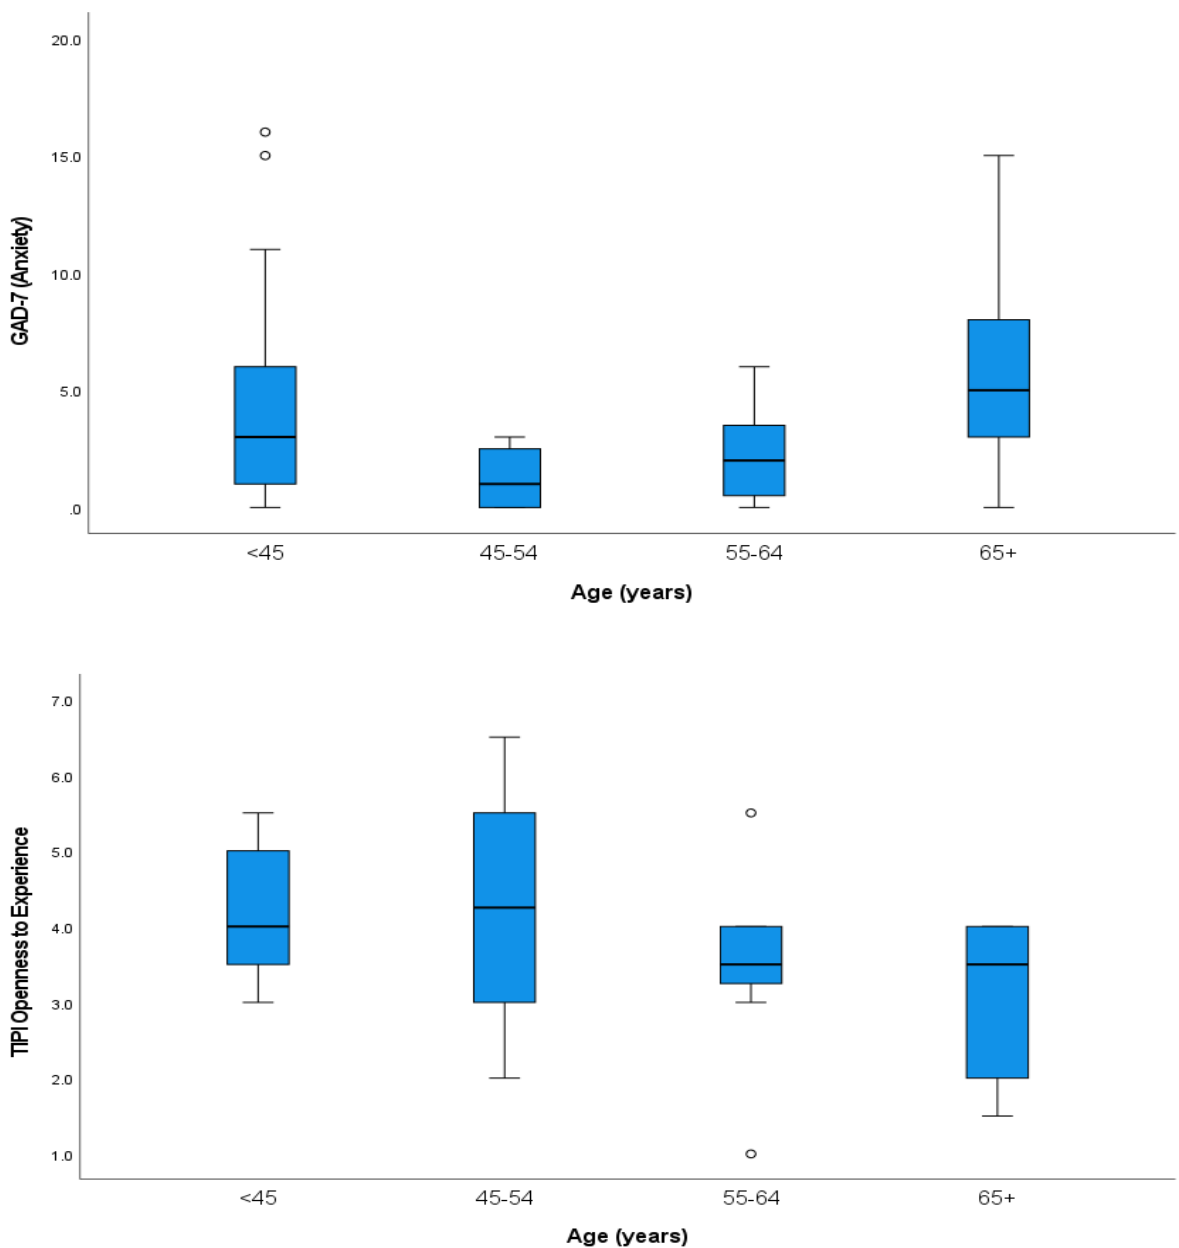 20.0
15.0
10.0
5.0
.0
GAD-7 (Anxiety)
<45 45-54 55-64 65+
Age (years)
7.0
6.0
5.0
4.0
3.0
2.0
1.0
TIPI Openness to Experience
<45 45-54 55-64 65+
Age (years)